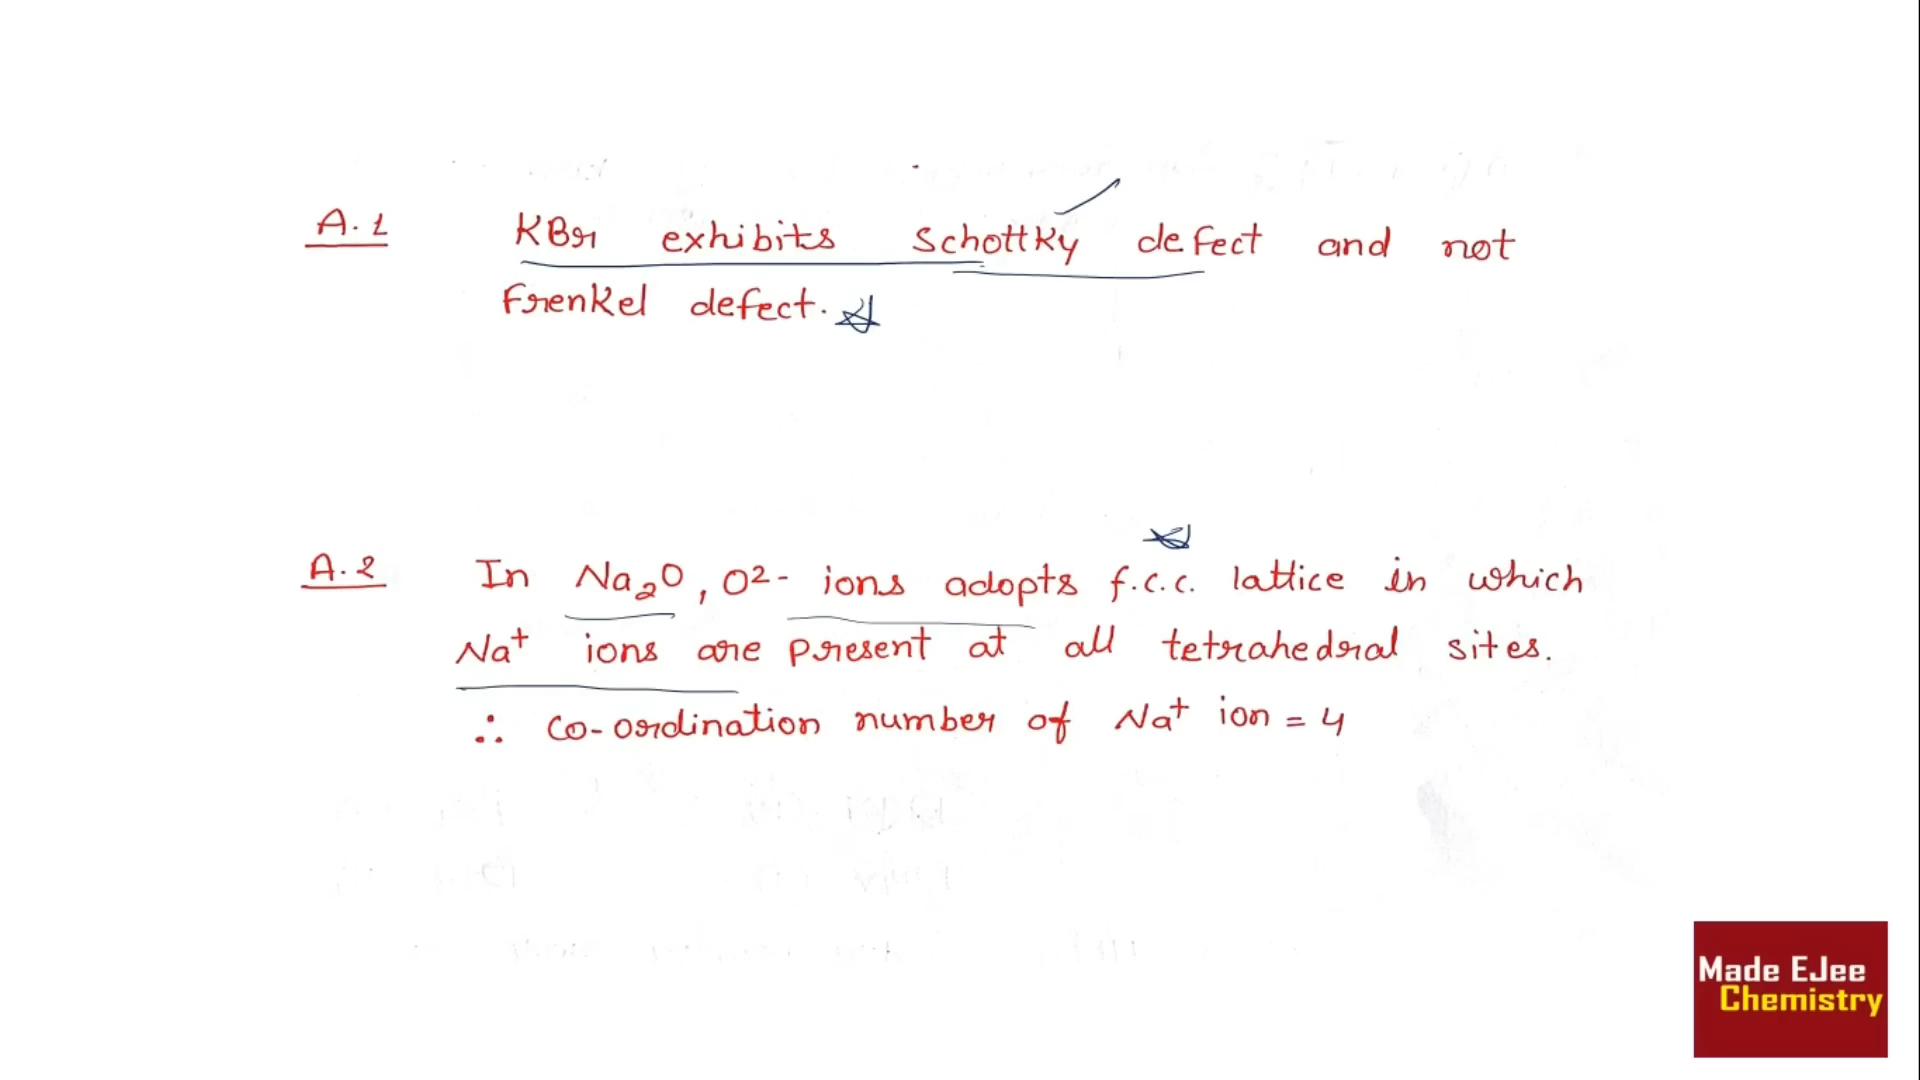 A.1 KBr exhibits Schottky defect and not
Frenkel defect.
A.2 In Na₂O, O²⁻ ions adopts f.c.c. lattice in which
Na⁺ ions are present at all tetrahedral sites.
∴ co-ordination number of Na⁺ ion = 4
Made EJee
Chemistry